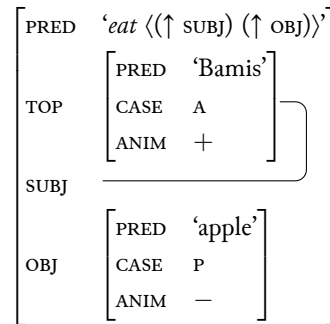 PRED ‘eat ⟨(↑ SUBJ) (↑ OBJ)⟩’
PRED ‘Bamis’
TOP CASE A
ANIM +
SUBJ
PRED ‘apple’
OBJ CASE P
ANIM −